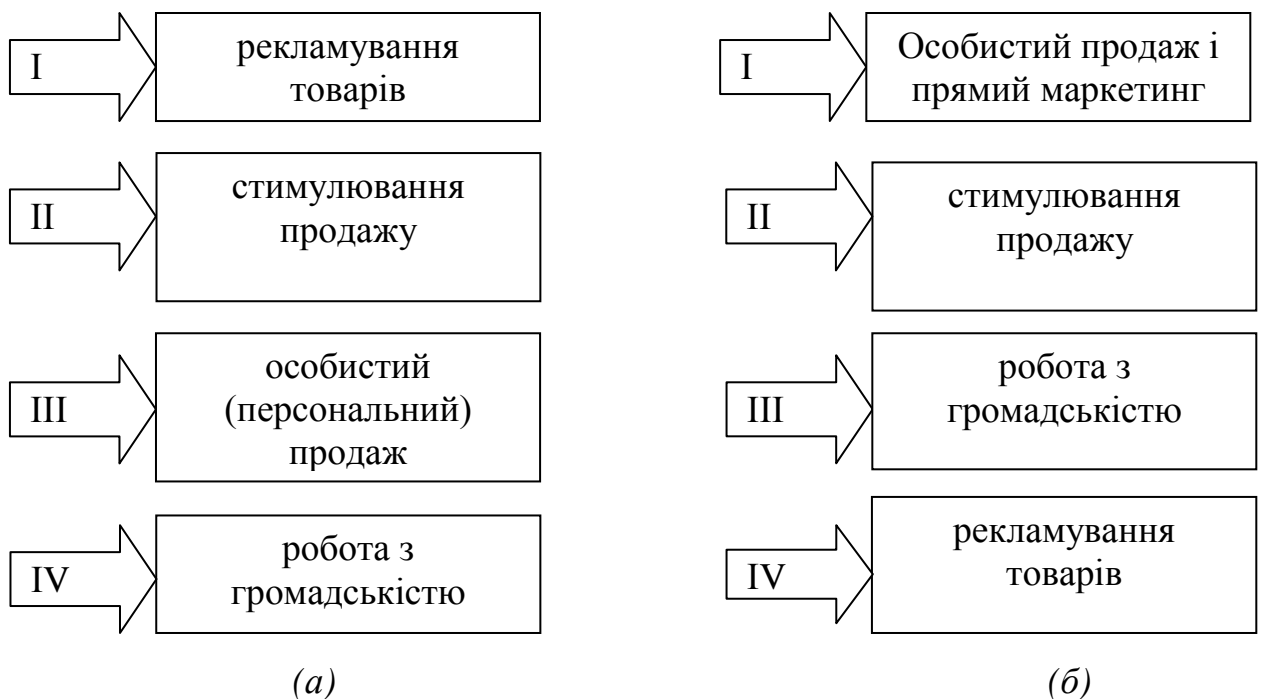 I
рекламування
товарів
II
стимулювання
продажу
III
особистий
(персональний)
продаж
IV
робота з
громадськістю
(а)
I
Особистий продаж і
прямий маркетинг
II
стимулювання
продажу
III
робота з
громадськістю
IV
рекламування
товарів
(б)